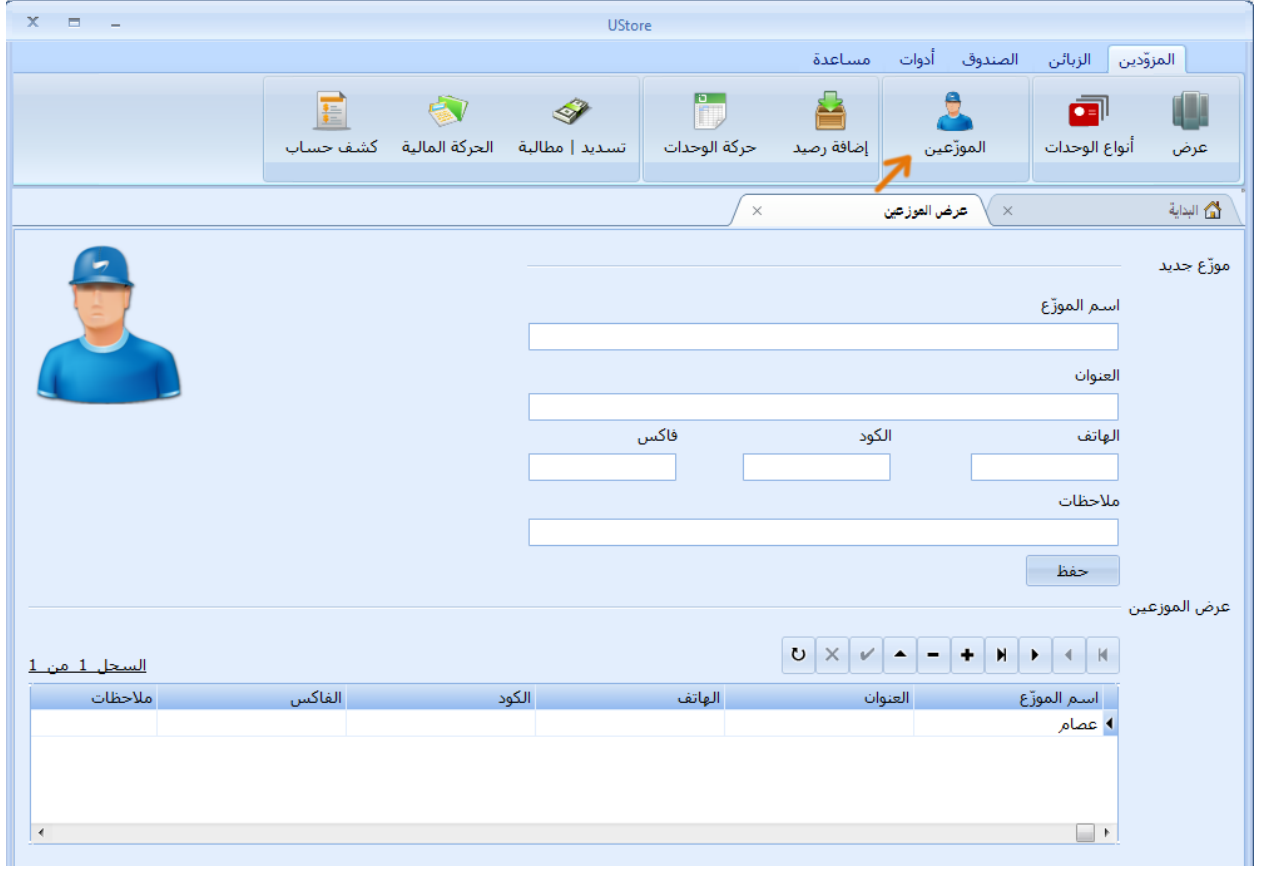 UStore
المزوّدين الزبائن الصندوق أدوات مساعدة
عرض أنواع الوحدات الموزّعين إضافة رصيد حركة الوحدات تسديد | مطالبة الحركة المالية كشف حساب
البداية عرض الموزعين
موزّع جديد
اسم الموزّع
العنوان
الهاتف الكود فاكس
ملاحظات
حفظ
عرض الموزعين
السجل 1 من 1
اسم الموزّع العنوان الهاتف الكود الفاكس ملاحظات
عصام